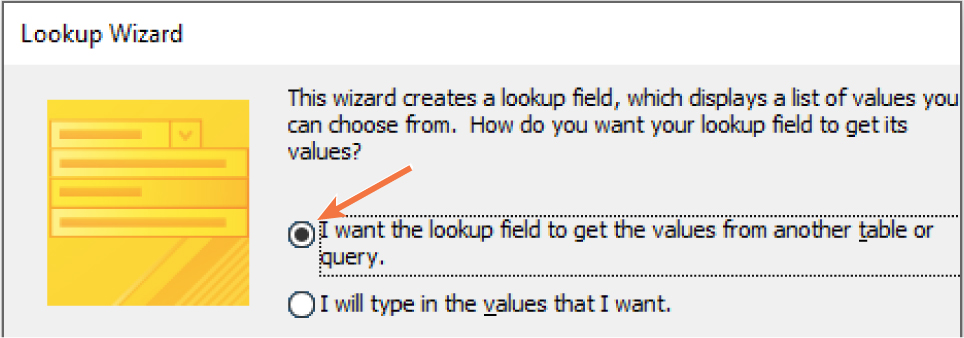 Lookup Wizard
This wizard creates a lookup field, which displays a list of values you
can choose from.  How do you want your lookup field to get its
values?
I want the lookup field to get the values from another table or
query.
I will type in the values that I want.